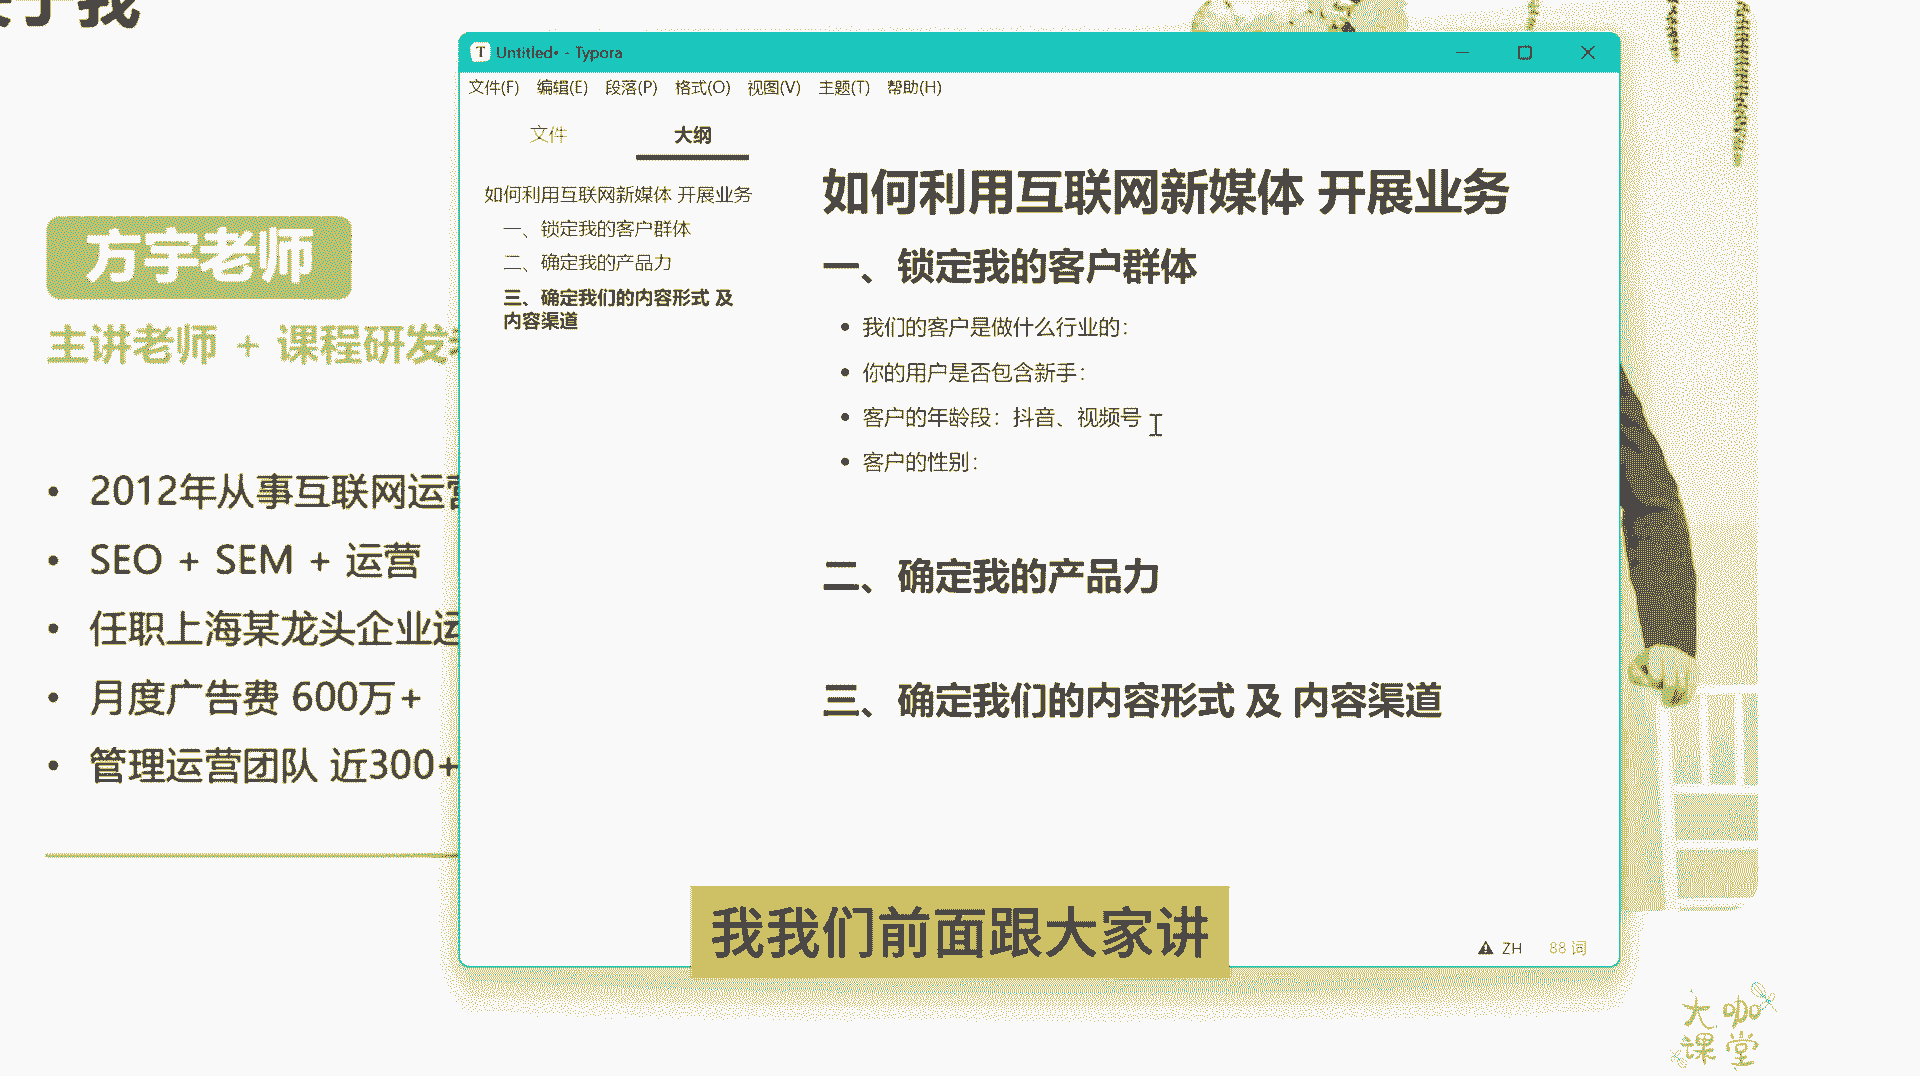 我
Untitled• - Typora
文件(F) 编辑(E) 段落(P) 格式(O) 视图(V) 主题(T) 帮助(H)
文件 大纲
如何利用互联网新媒体 开展业务
一、锁定我的客户群体
二、确定我的产品力
三、确定我们的内容形式 及
内容渠道
如何利用互联网新媒体 开展业务
一、锁定我的客户群体
• 我们的客户是做什么行业的：
• 你的用户是否包含新手：
• 客户的年龄段：抖音、视频号
• 客户的性别：
二、确定我的产品力
三、确定我们的内容形式 及 内容渠道
ZH 88 词
方宇老师
主讲老师 + 课程研发
• 2012年从事互联网运营
• SEO + SEM + 运营
• 任职上海某龙头企业运
• 月度广告费 600万+
• 管理运营团队 近300+
我我们前面跟大家讲
大咖
课堂